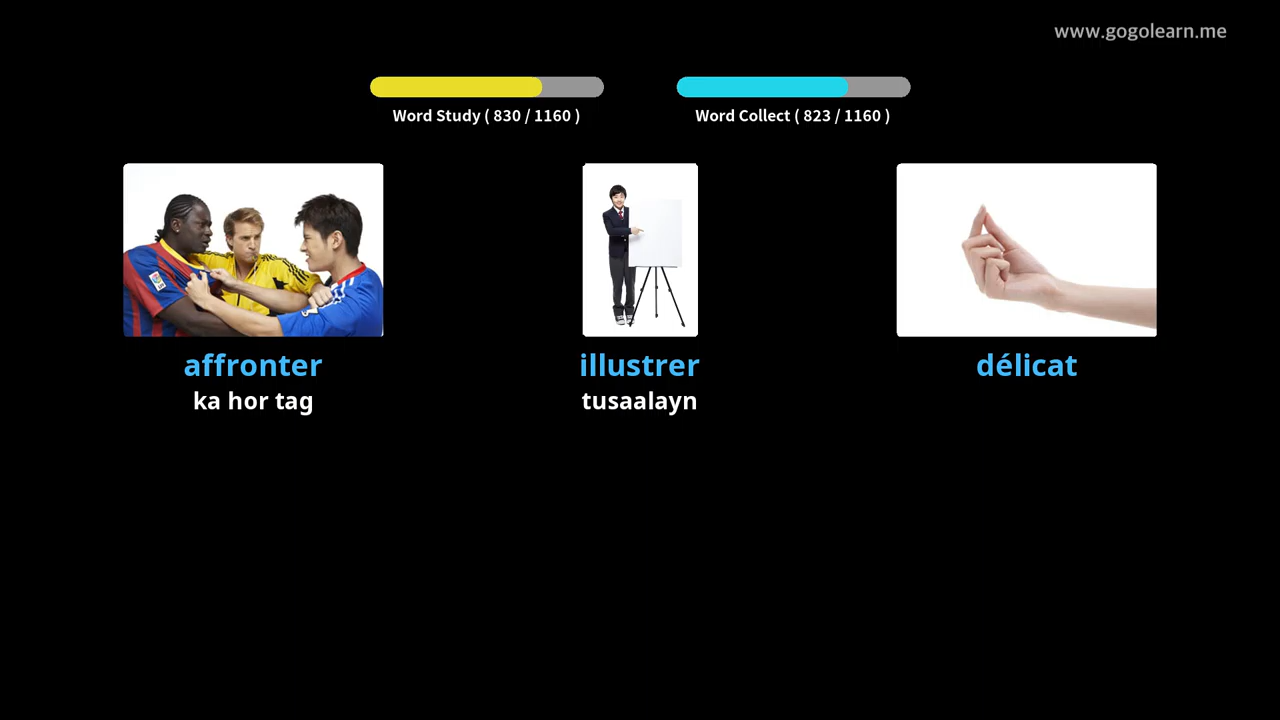 www.gogolearn.me
Word Study ( 830 / 1160 )
Word Collect ( 823 / 1160 )
affronter
ka hor tag
illustrer
tusaalayn
délicat